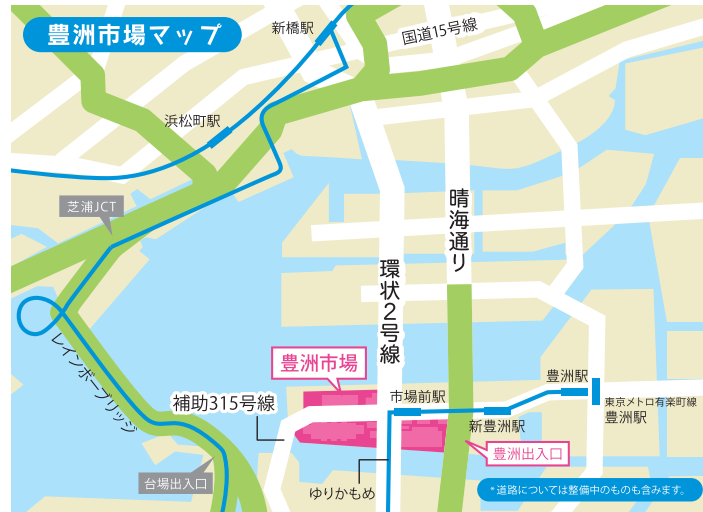 豊洲市場マップ
新橋駅
国道15号線
浜松町駅
芝浦JCT
晴海通り
環状2号線
レインボーブリッジ
豊洲市場
補助315号線
市場前駅
豊洲駅
東京メトロ有楽町線
豊洲駅
新豊洲駅
豊洲出入口
台場出入口
ゆりかもめ
*道路については整備中のものも含みます。